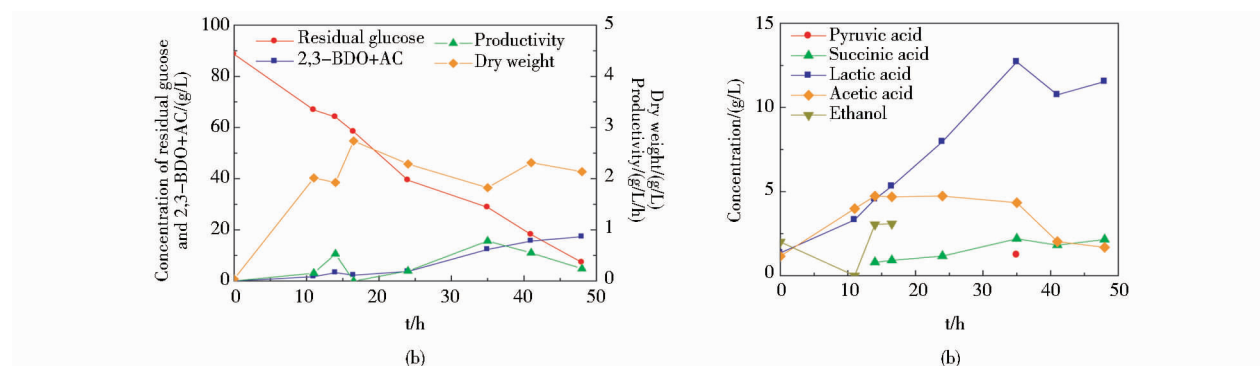 100
80
60
40
20
0
Concentration of residual glucose
and 2,3-BDO+AC/(g/L)
Residual glucose
2,3-BDO+AC
Productivity
Dry weight
5
4
3
2
1
0
Dry weight/(g/L)
Productivity/(g/L/h)
0 10 20 30 40 50
t/h
(b)
15
10
5
0
Concentration/(g/L)
Pyruvic acid
Succinic acid
Lactic acid
Acetic acid
Ethanol
0 10 20 30 40 50
t/h
(b)